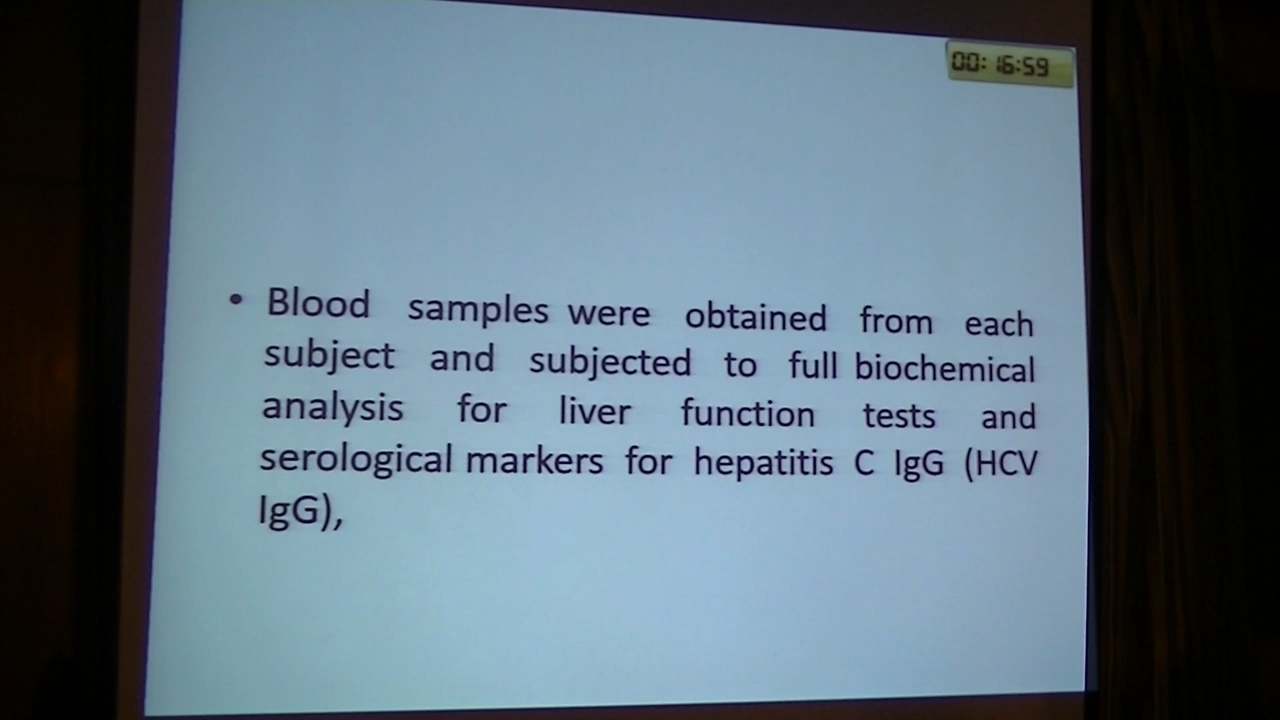 00:16:59
• Blood samples were obtained from each
subject and subjected to full biochemical
analysis for liver function tests and
serological markers for hepatitis C IgG (HCV
IgG),